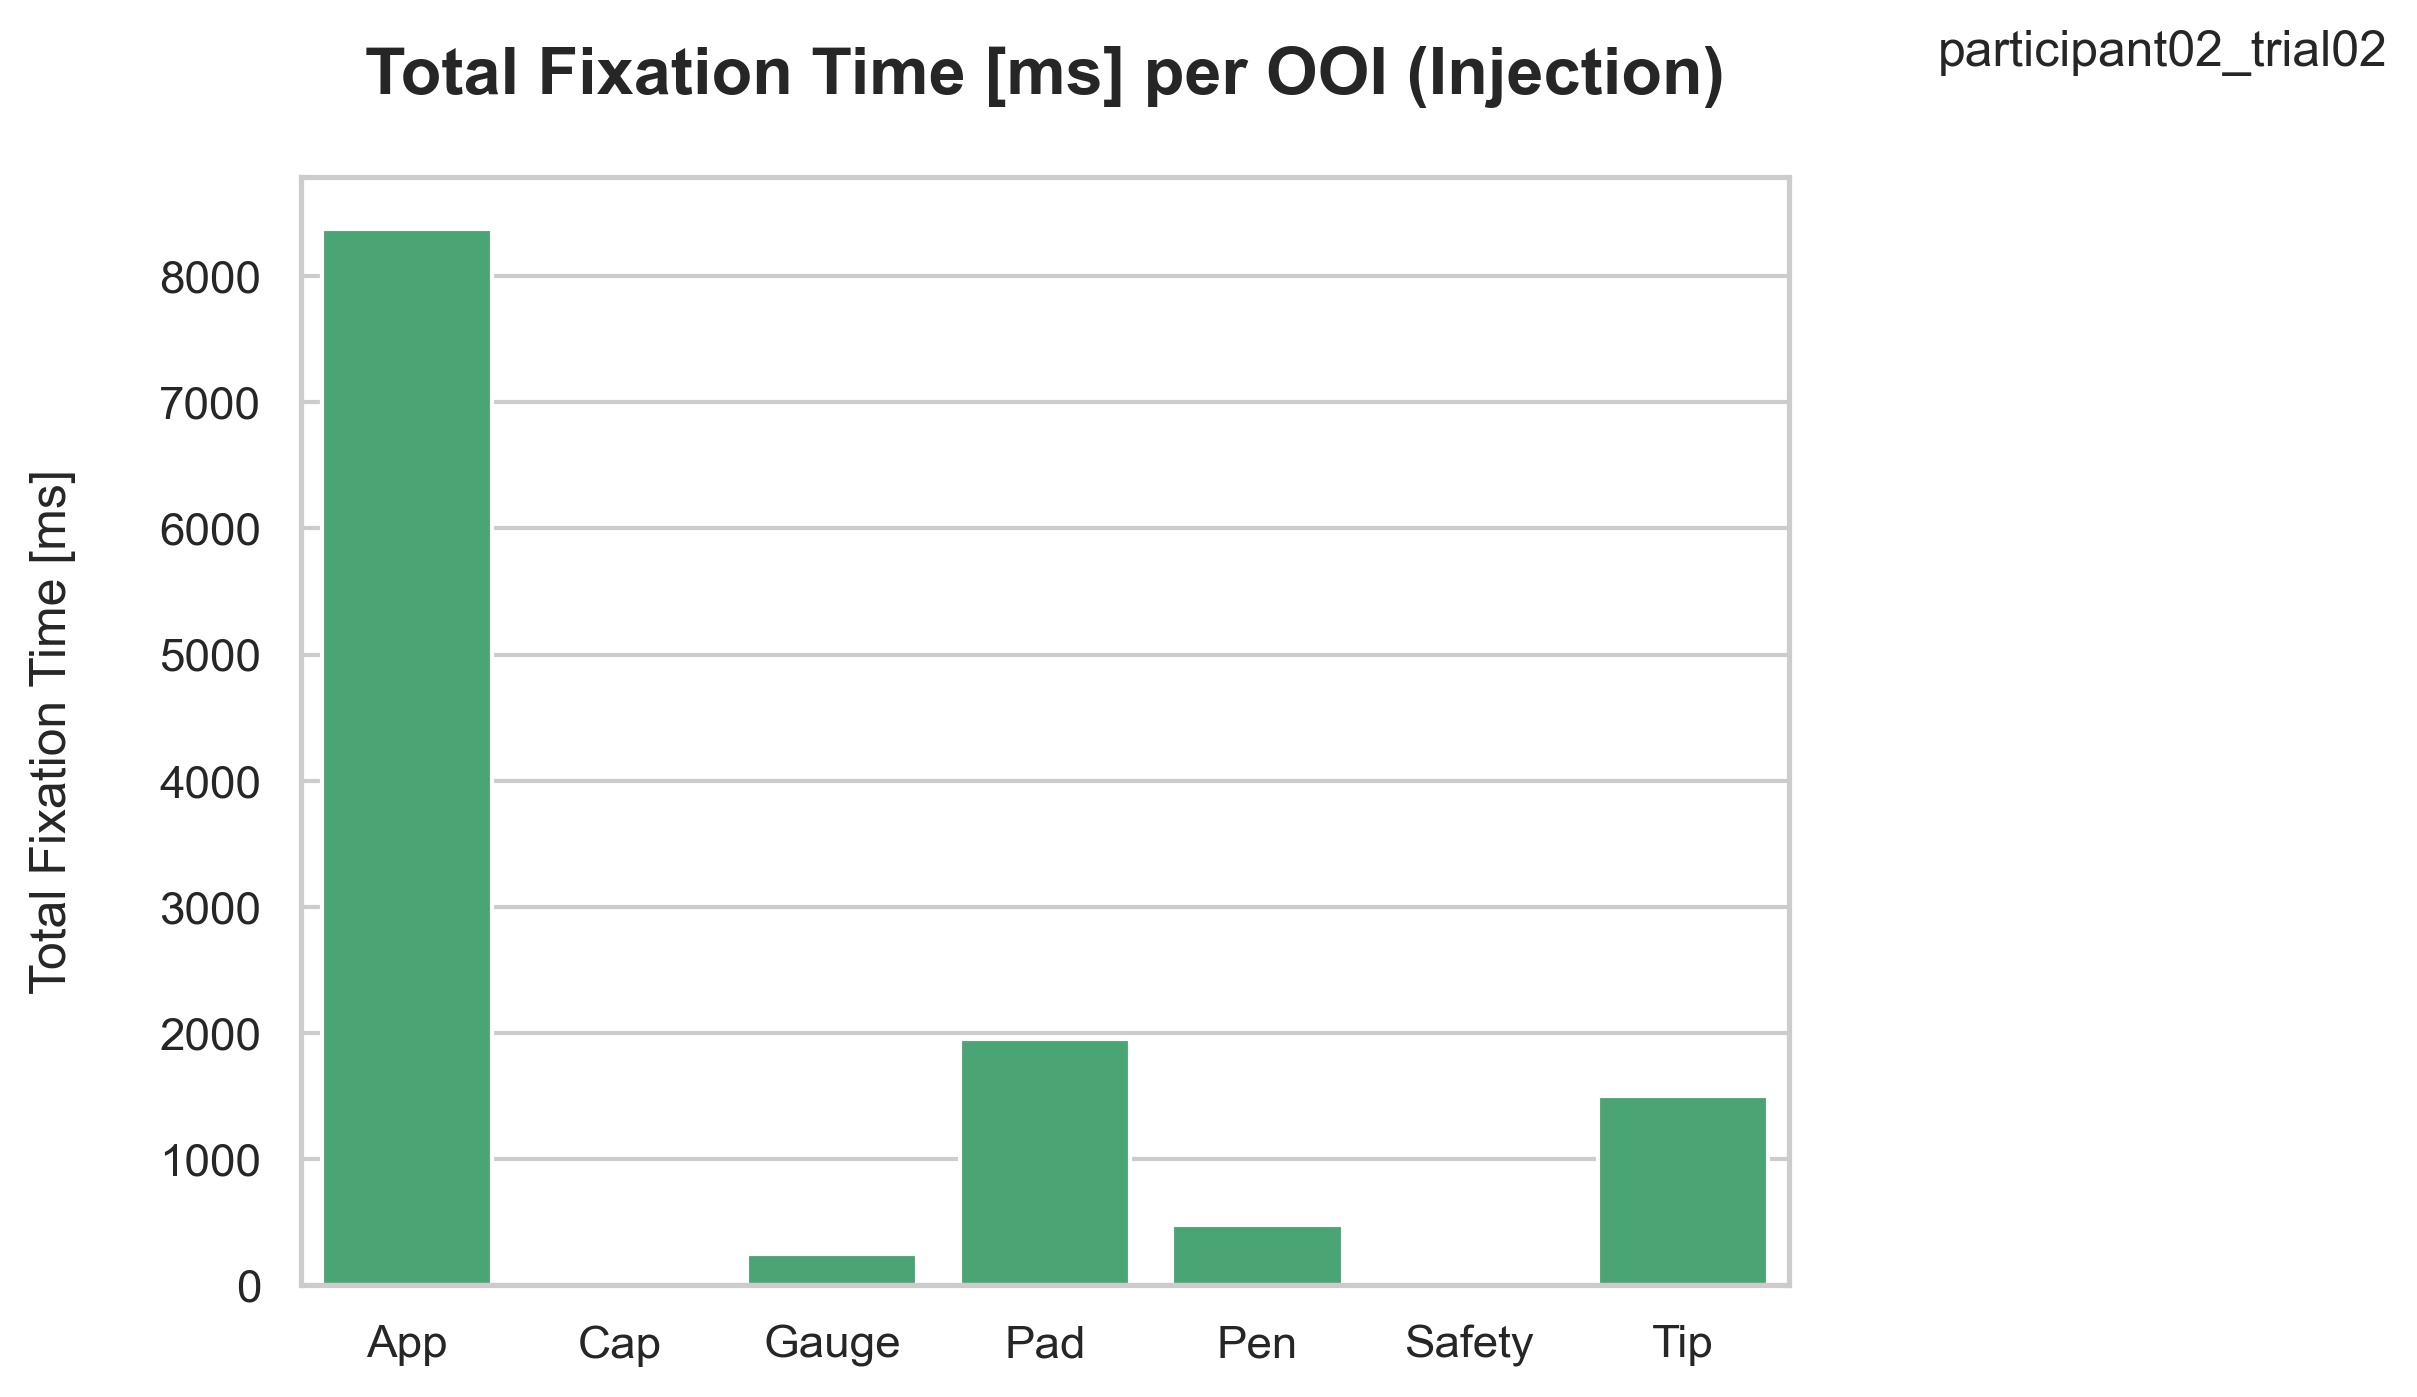 Total Fixation Time [ms] per OOI (Injection)
participant02_trial02
Total Fixation Time [ms]
8000
7000
6000
5000
4000
3000
2000
1000
0
App Cap Gauge Pad Pen Safety Tip